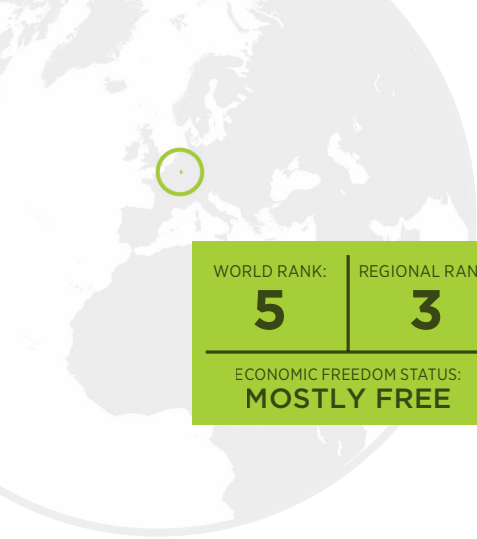 WORLD RANK: REGIONAL RAN
5 3
ECONOMIC FREEDOM STATUS:
MOSTLY FREE